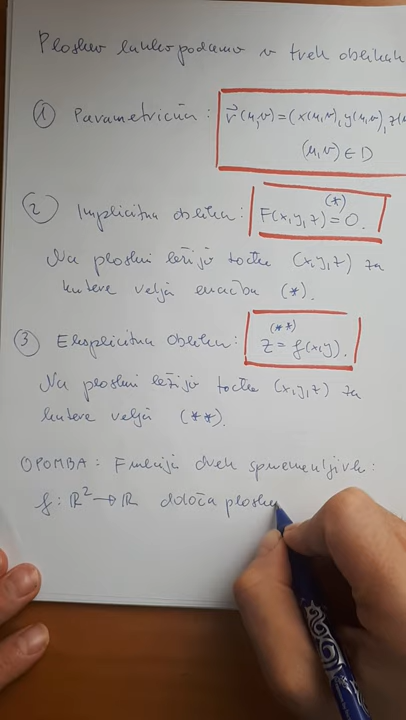 Ploskev lahko podamo v treh oblikah
① Parametrična: r⃗(u,v)=(x(u,v),y(u,v),z(u
(u,v)∈D
② Implicitna oblika: F(x,y,z)=0. (*)
Na ploskvi ležijo točke (x,y,z) za
katere velja enačba (*).
③ Eksplicitna oblika: z=f(x,y). (**)
Na ploskvi ležijo točke (x,y,z) za
katere velja (**).
OPOMBA: Funkcija dveh spremenljivk:
f: ℝ²→ℝ določa plosk